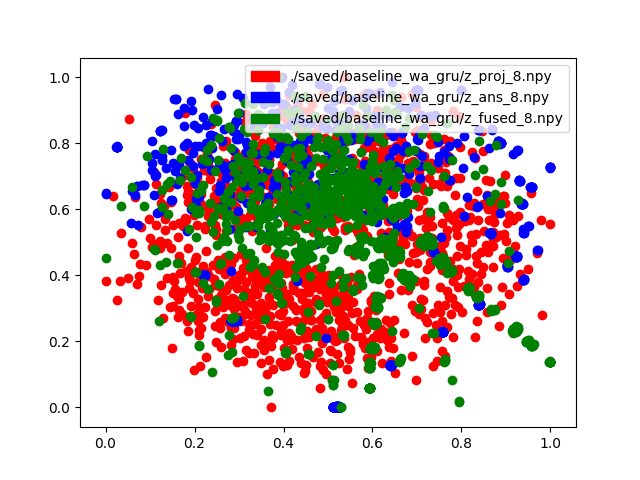 ./saved/baseline_wa_gru/z_proj_8.npy
./saved/baseline_wa_gru/z_ans_8.npy
./saved/baseline_wa_gru/z_fused_8.npy
1.0
0.8
0.6
0.4
0.2
0.0
0.0 0.2 0.4 0.6 0.8 1.0